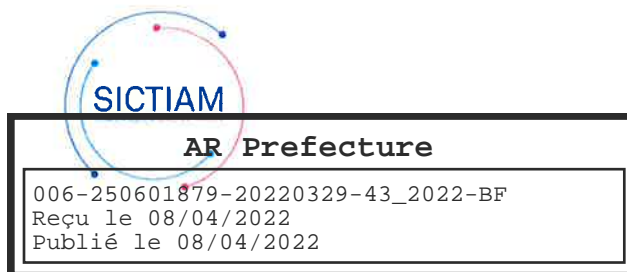 SICTIAM
AR Prefecture
006-250601879-20220329-43_2022-BF
Reçu le 08/04/2022
Publié le 08/04/2022